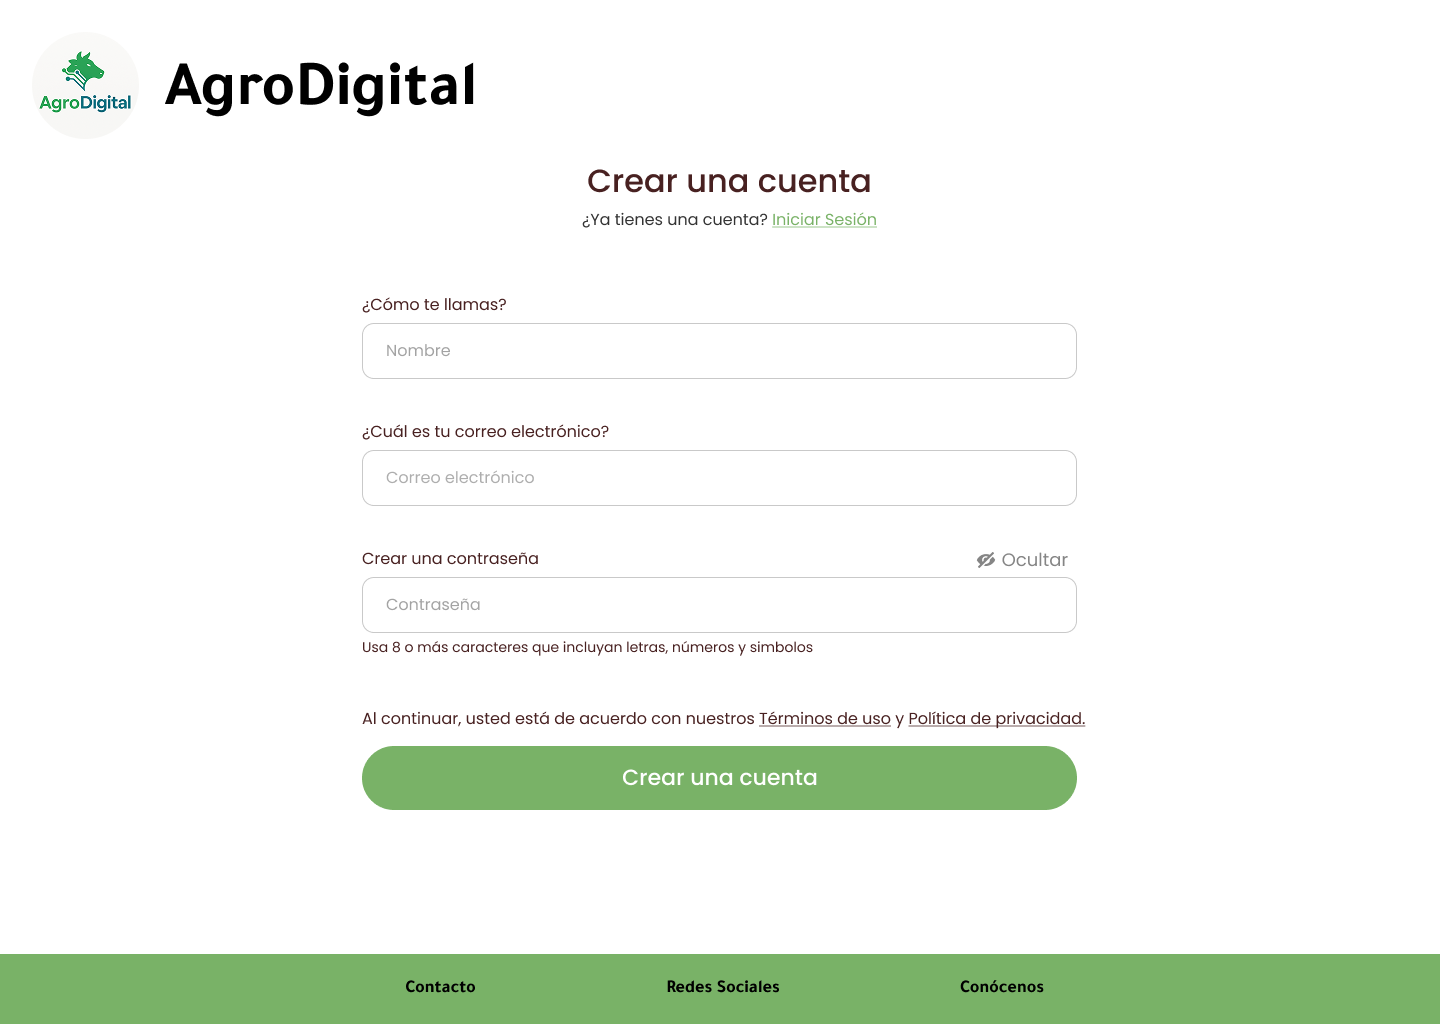 AgroDigital
AgroDigital
Crear una cuenta
¿Ya tienes una cuenta? Iniciar Sesión
¿Cómo te llamas?
Nombre
¿Cuál es tu correo electrónico?
Correo electrónico
Crear una contraseña
Ocultar
Contraseña
Usa 8 o más caracteres que incluyan letras, números y simbolos
Al continuar, usted está de acuerdo con nuestros Términos de uso y Política de privacidad.
Crear una cuenta
Contacto
Redes Sociales
Conócenos